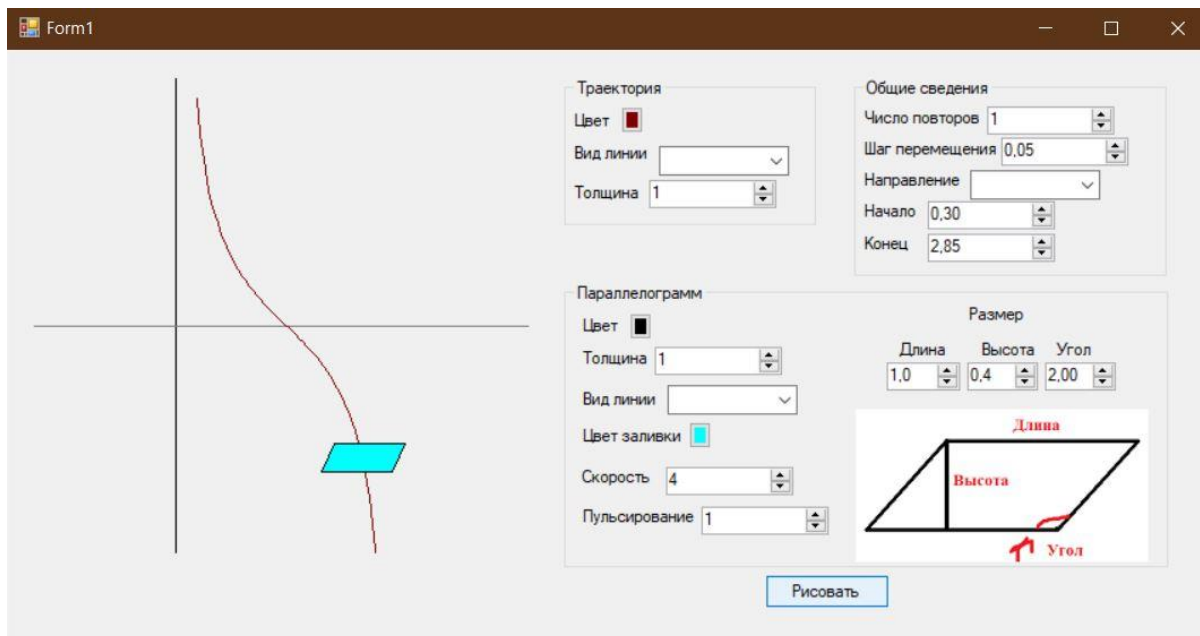 Form1
Траектория
Цвет
Вид линии
Толщина 1
Общие сведения
Число повторов 1
Шаг перемещения 0,05
Направление
Начало 0,30
Конец 2,85
Параллелограмм
Цвет
Толщина 1
Вид линии
Цвет заливки
Скорость 4
Пульсирование 1
Размер
Длина Высота Угол
1,0 0,4 2,00
Длина
Высота
Угол
Рисовать